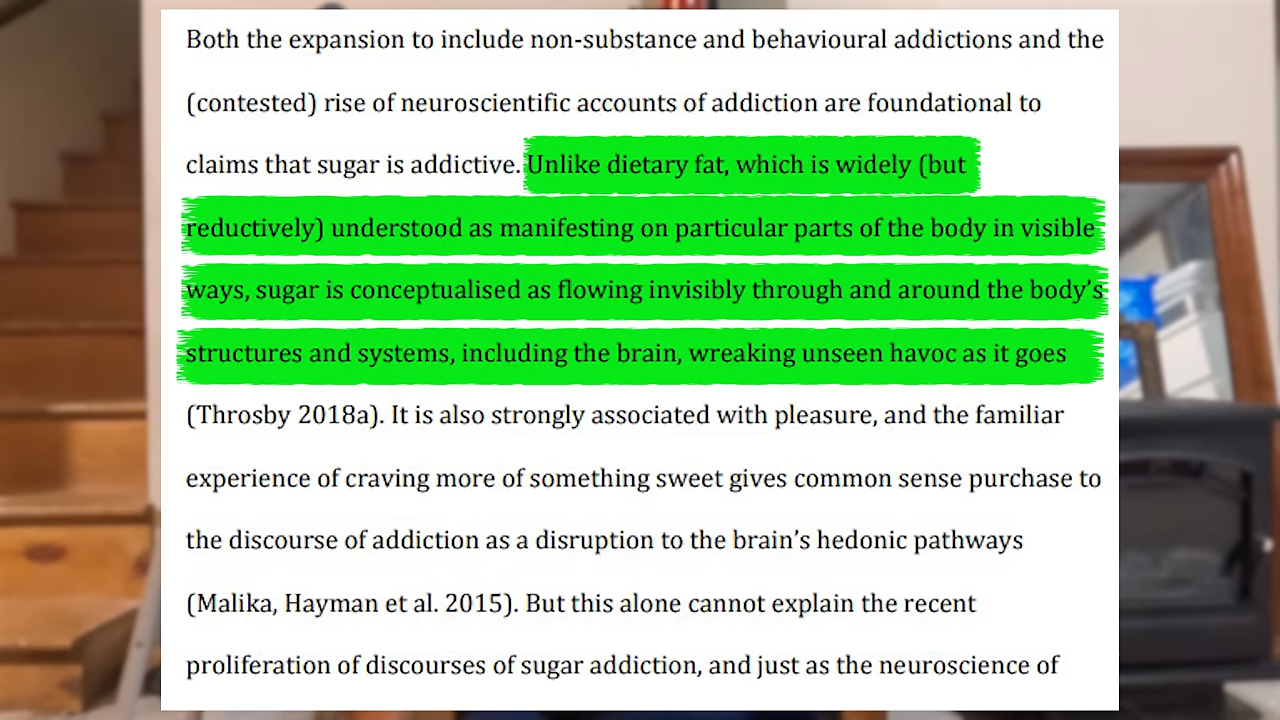 Both the expansion to include non-substance and behavioural addictions and the
(contested) rise of neuroscientific accounts of addiction are foundational to
claims that sugar is addictive. Unlike dietary fat, which is widely (but
reductively) understood as manifesting on particular parts of the body in visible
ways, sugar is conceptualised as flowing invisibly through and around the body’s
structures and systems, including the brain, wreaking unseen havoc as it goes
(Throsby 2018a). It is also strongly associated with pleasure, and the familiar
experience of craving more of something sweet gives common sense purchase to
the discourse of addiction as a disruption to the brain’s hedonic pathways
(Malika, Hayman et al. 2015). But this alone cannot explain the recent
proliferation of discourses of sugar addiction, and just as the neuroscience of